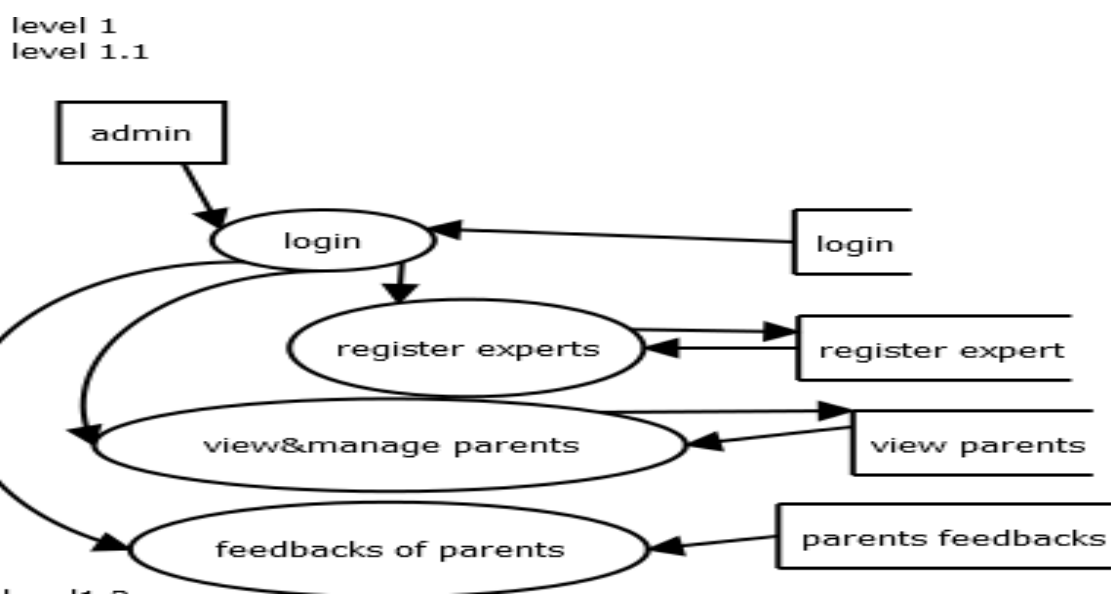 level 1
level 1.1
admin
login
login
register experts
register expert
view&manage parents
view parents
parents feedbacks
feedbacks of parents